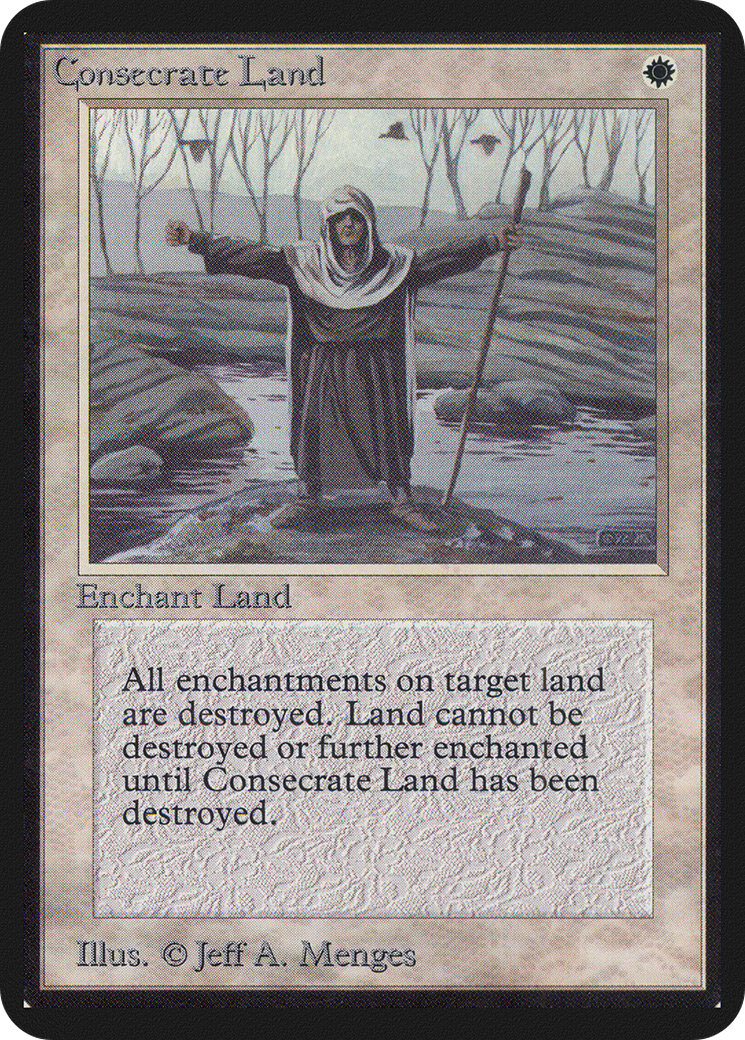 Consecrate Land
Enchant Land
All enchantments on target land
are destroyed. Land cannot be
destroyed or further enchanted
until Consecrate Land has been
destroyed.
Illus. © Jeff A. Menges